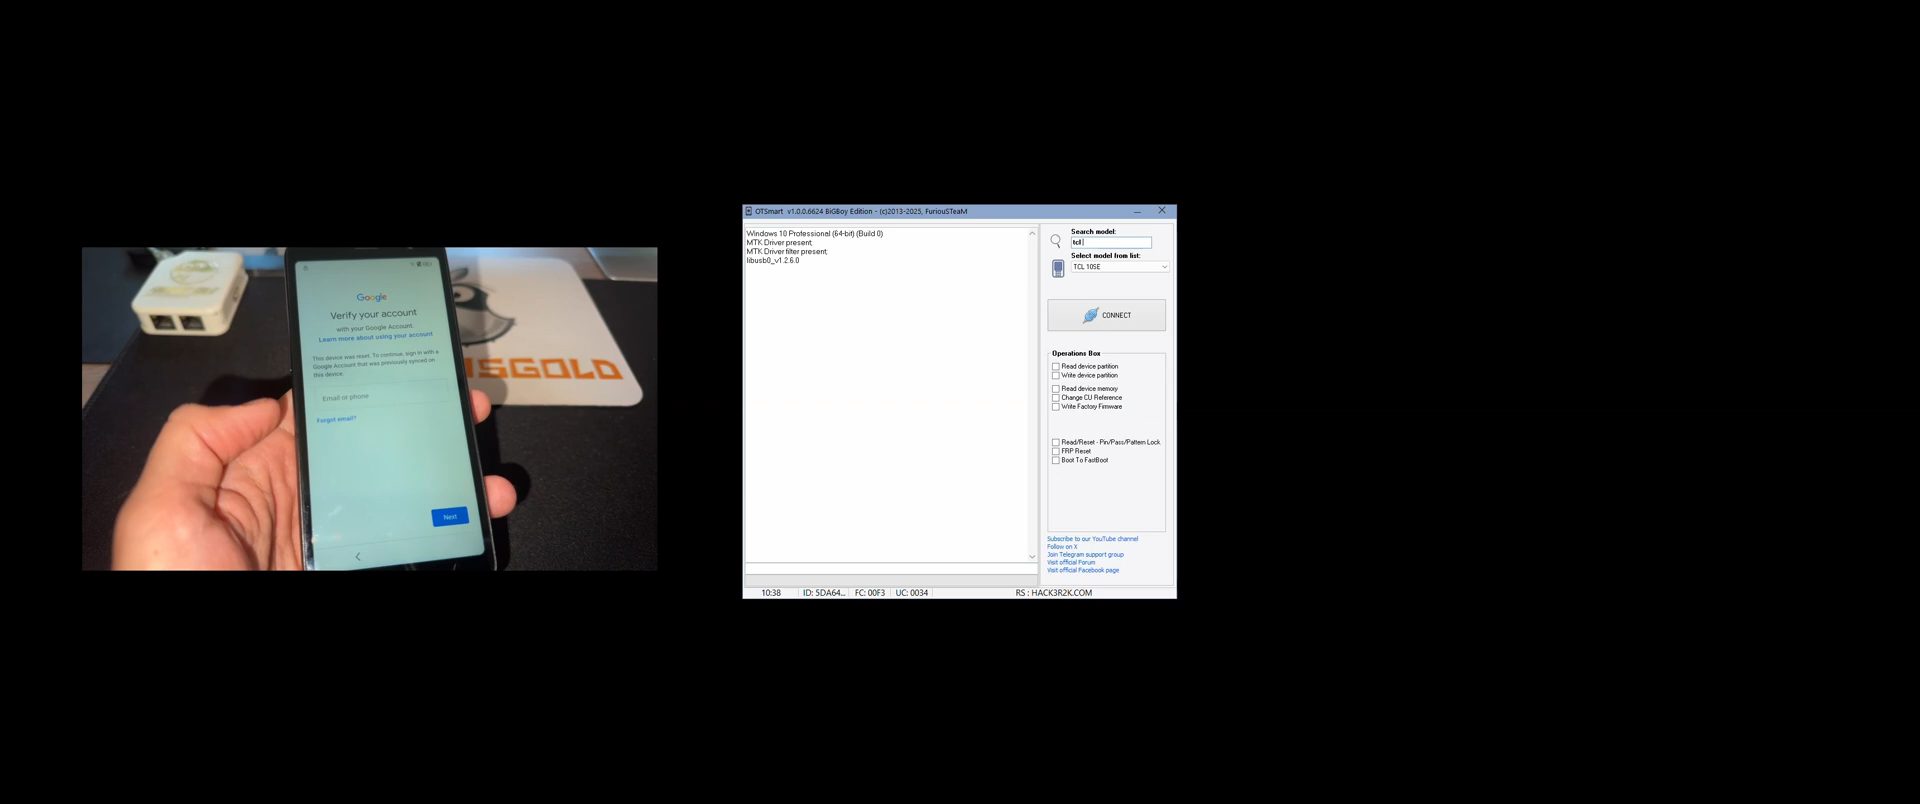 Google
Verify your account
with your Google Account.
Learn more about using your account
This device was reset. To continue, sign in with a
Google Account that was previously synced on
this device.
Email or phone
Forgot email?
Next
SGOLD
OTSmart v1.0.0.6624 BiGBoy Edition - (c)2013-2025, FuriouSTeaM
Windows 10 Professional (64-bit) (Build 0)
MTK Driver present;
MTK Driver filter present;
libusb0_v1.2.6.0
Search model:
tcl
Select model from list:
TCL 10SE
CONNECT
Operations Box
Read device partition
Write device partition
Read device memory
Change CU Reference
Write Factory Firmware
Read/Reset - Pin/Pass/Pattern Lock
FRP Reset
Boot To FastBoot
Subscribe to our YouTube channel
Follow on X
Join Telegram support group
Visit official Forum
Visit official Facebook page
10:38
ID: 5DA64...
FC: 00F3
UC: 0034
RS : HACK3R2K.COM